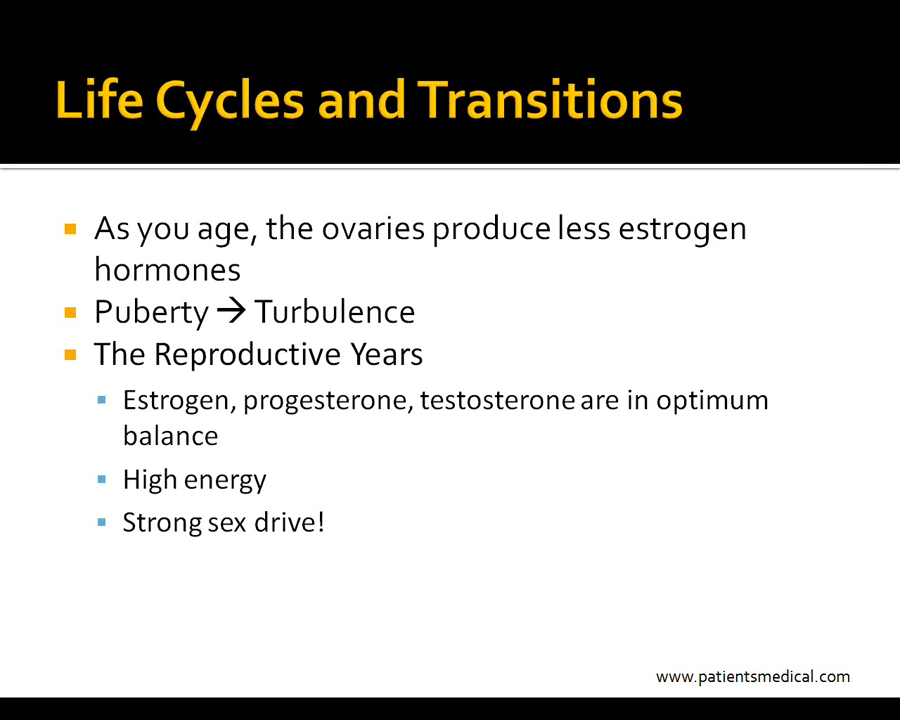 Life Cycles and Transitions
As you age, the ovaries produce less estrogen
hormones
Puberty → Turbulence
The Reproductive Years
Estrogen, progesterone, testosterone are in optimum
balance
High energy
Strong sex drive!
www.patientsmedical.com